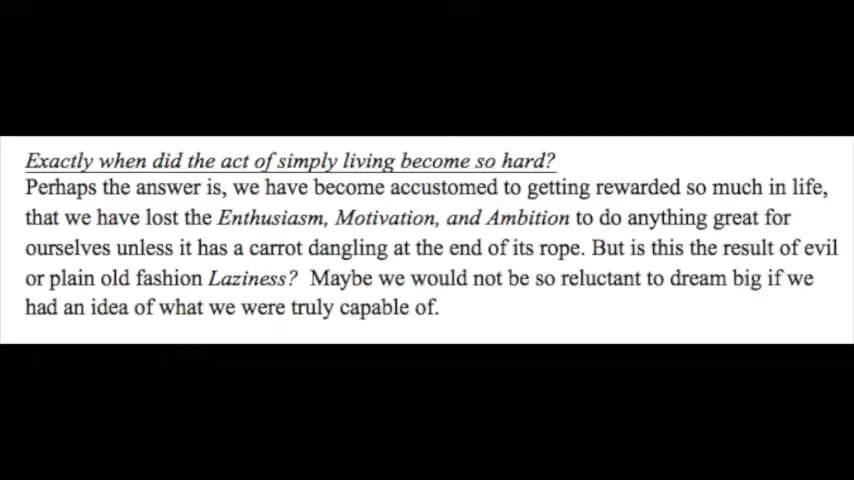 Exactly when did the act of simply living become so hard?
Perhaps the answer is, we have become accustomed to getting rewarded so much in life,
that we have lost the Enthusiasm, Motivation, and Ambition to do anything great for
ourselves unless it has a carrot dangling at the end of its rope. But is this the result of evil
or plain old fashion Laziness?  Maybe we would not be so reluctant to dream big if we
had an idea of what we were truly capable of.